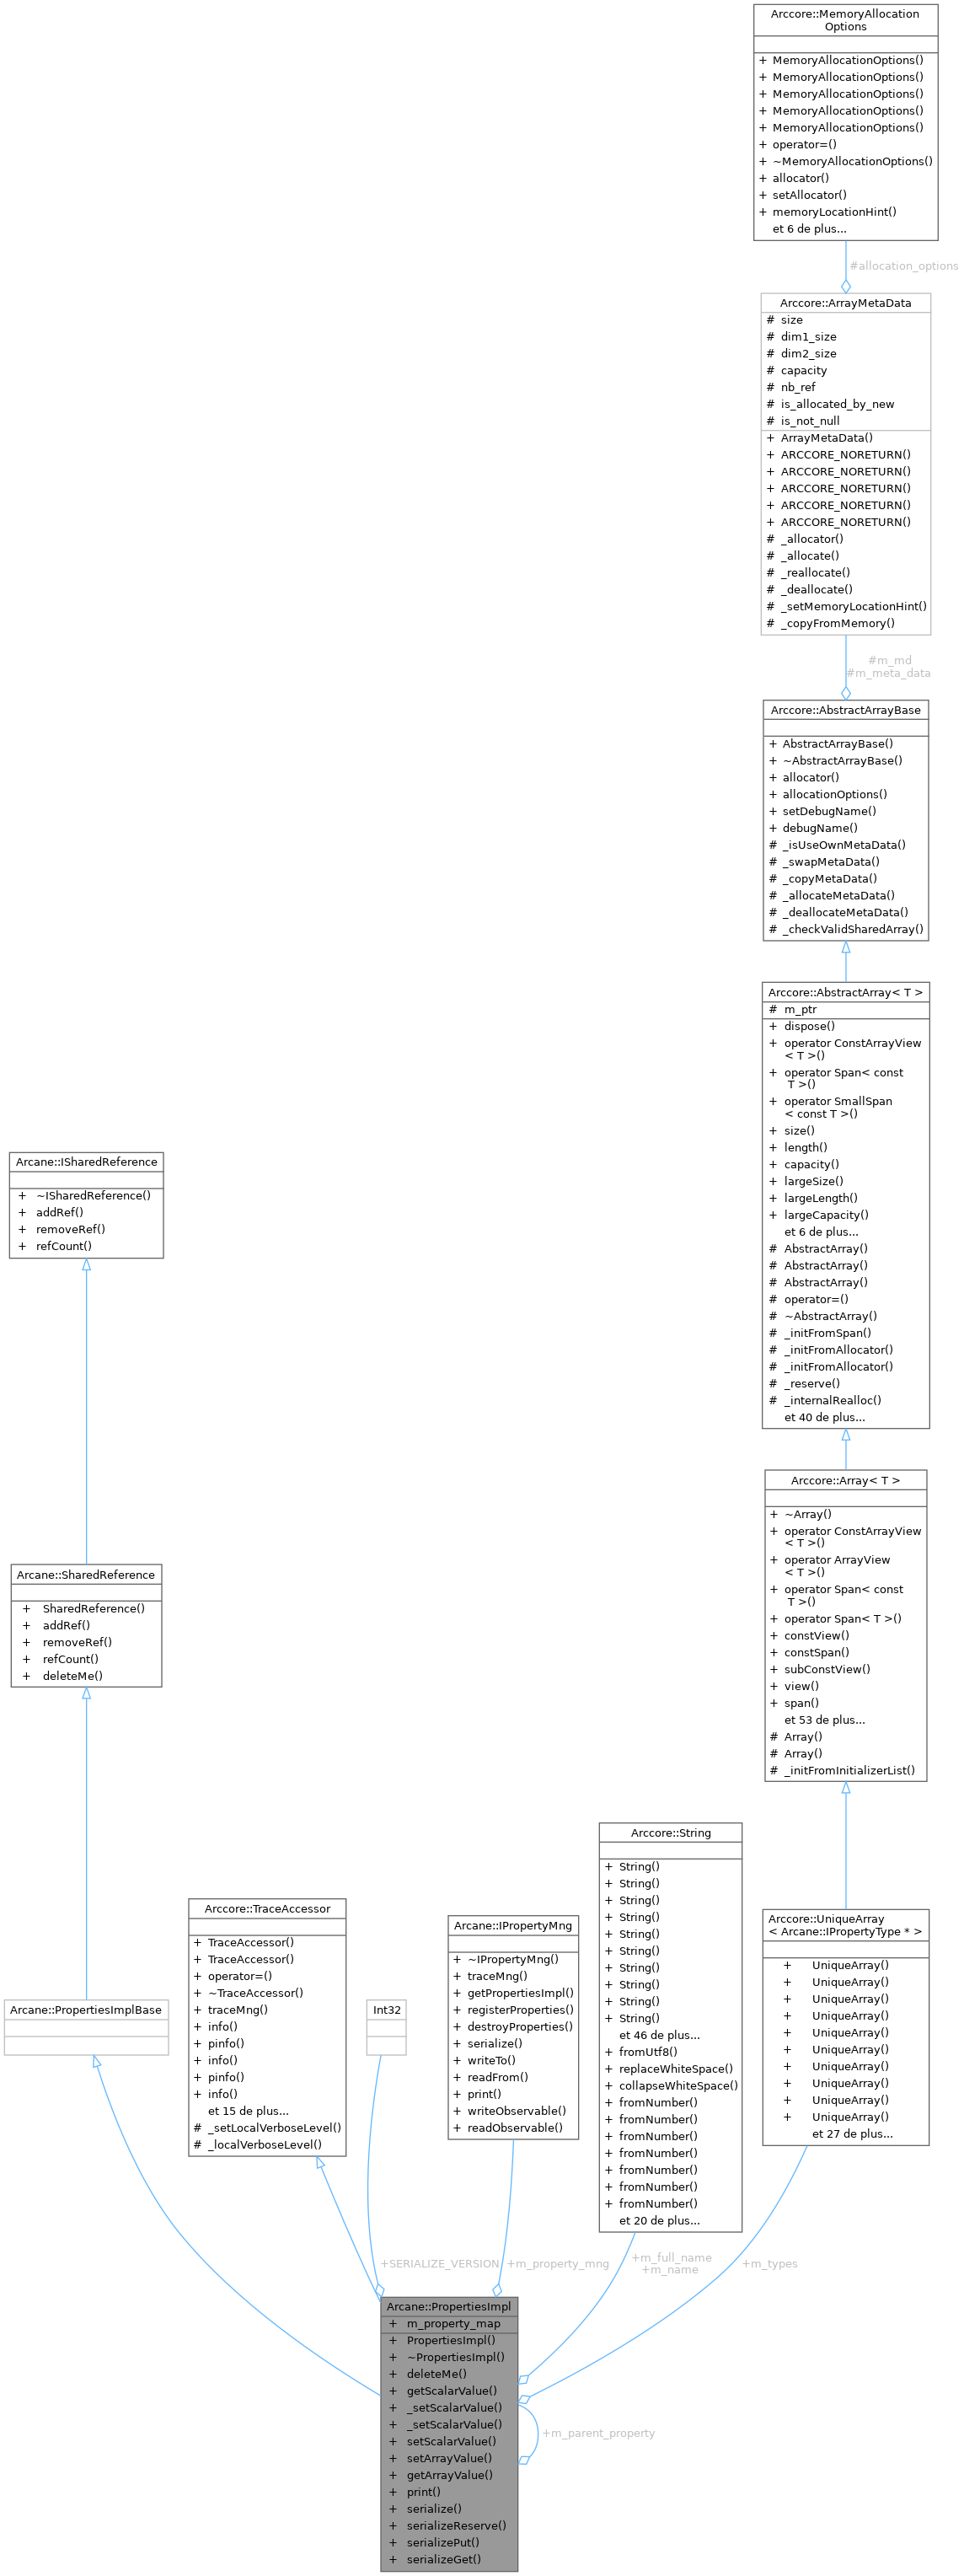 Arccore::MemoryAllocation
Options
+ MemoryAllocationOptions()
+ MemoryAllocationOptions()
+ MemoryAllocationOptions()
+ MemoryAllocationOptions()
+ MemoryAllocationOptions()
+ operator=()
+ ~MemoryAllocationOptions()
+ allocator()
+ setAllocator()
+ memoryLocationHint()
et 6 de plus...
#allocation_options
Arccore::ArrayMetaData
# size
# dim1_size
# dim2_size
# capacity
# nb_ref
# is_allocated_by_new
# is_not_null
+ ArrayMetaData()
+ ARCCORE_NORETURN()
+ ARCCORE_NORETURN()
+ ARCCORE_NORETURN()
+ ARCCORE_NORETURN()
+ ARCCORE_NORETURN()
# _allocator()
# _allocate()
# _reallocate()
# _deallocate()
# _setMemoryLocationHint()
# _copyFromMemory()
#m_md
#m_meta_data
Arccore::AbstractArrayBase
+ AbstractArrayBase()
+ ~AbstractArrayBase()
+ allocator()
+ allocationOptions()
+ setDebugName()
+ debugName()
# _isUseOwnMetaData()
# _swapMetaData()
# _copyMetaData()
# _allocateMetaData()
# _deallocateMetaData()
# _checkValidSharedArray()
Arccore::AbstractArray< T >
# m_ptr
+ dispose()
+ operator ConstArrayView
< T >()
+ operator Span< const
T >()
+ operator SmallSpan
< const T >()
+ size()
+ length()
+ capacity()
+ largeSize()
+ largeLength()
+ largeCapacity()
et 6 de plus...
# AbstractArray()
# AbstractArray()
# AbstractArray()
# operator=()
# ~AbstractArray()
# _initFromSpan()
# _initFromAllocator()
# _initFromAllocator()
# _reserve()
# _internalRealloc()
et 40 de plus...
Arcane::ISharedReference
+ ~ISharedReference()
+ addRef()
+ removeRef()
+ refCount()
Arccore::Array< T >
+ ~Array()
+ operator ConstArrayView
< T >()
+ operator ArrayView
< T >()
+ operator Span< const
T >()
+ operator Span< T >()
+ constView()
+ constSpan()
+ subConstView()
+ view()
+ span()
et 53 de plus...
# Array()
# Array()
# _initFromInitializerList()
Arcane::SharedReference
+ SharedReference()
+ addRef()
+ removeRef()
+ refCount()
+ deleteMe()
Arcane::PropertiesImplBase
Arccore::TraceAccessor
+ TraceAccessor()
+ TraceAccessor()
+ operator=()
+ ~TraceAccessor()
+ traceMng()
+ info()
+ pinfo()
+ info()
+ pinfo()
+ info()
et 15 de plus...
# _setLocalVerboseLevel()
# _localVerboseLevel()
Int32
Arcane::IPropertyMng
+ ~IPropertyMng()
+ traceMng()
+ getPropertiesImpl()
+ registerProperties()
+ destroyProperties()
+ serialize()
+ writeTo()
+ readFrom()
+ print()
+ writeObservable()
+ readObservable()
Arccore::String
+ String()
+ String()
+ String()
+ String()
+ String()
+ String()
+ String()
+ String()
+ String()
+ String()
et 46 de plus...
+ fromUtf8()
+ replaceWhiteSpace()
+ collapseWhiteSpace()
+ fromNumber()
+ fromNumber()
+ fromNumber()
+ fromNumber()
+ fromNumber()
+ fromNumber()
+ fromNumber()
et 20 de plus...
Arccore::UniqueArray
< Arcane::IPropertyType * >
+ UniqueArray()
+ UniqueArray()
+ UniqueArray()
+ UniqueArray()
+ UniqueArray()
+ UniqueArray()
+ UniqueArray()
+ UniqueArray()
+ UniqueArray()
+ UniqueArray()
et 27 de plus...
+SERIALIZE_VERSION
+m_property_mng
+m_full_name
+m_name
+m_types
Arcane::PropertiesImpl
+ m_property_map
+ PropertiesImpl()
+ ~PropertiesImpl()
+ deleteMe()
+ getScalarValue()
+ _setScalarValue()
+ _setScalarValue()
+ setScalarValue()
+ setArrayValue()
+ getArrayValue()
+ print()
+ serialize()
+ serializeReserve()
+ serializePut()
+ serializeGet()
+m_parent_property